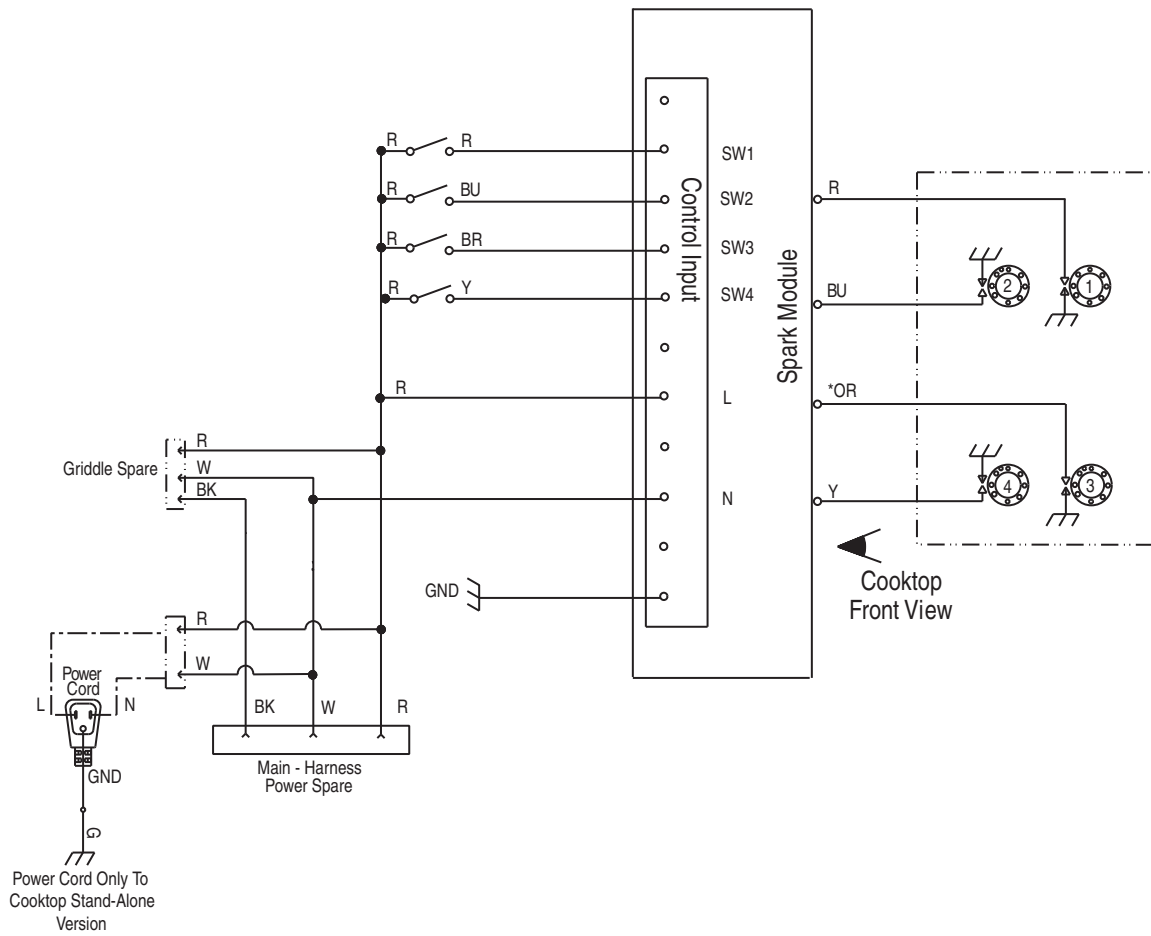 R
R
SW1
R
BU
SW2
R
R
BR
SW3
R
Y
SW4
Control Input
Spark Module
BU
2
1
R
L
*OR
Griddle Spare
R
W
BK
N
Y
4
3
GND
Cooktop
Front View
R
W
Power
Cord
L
N
BK
W
R
GND
Main - Harness
Power Spare
G
Power Cord Only To
Cooktop Stand-Alone
Version